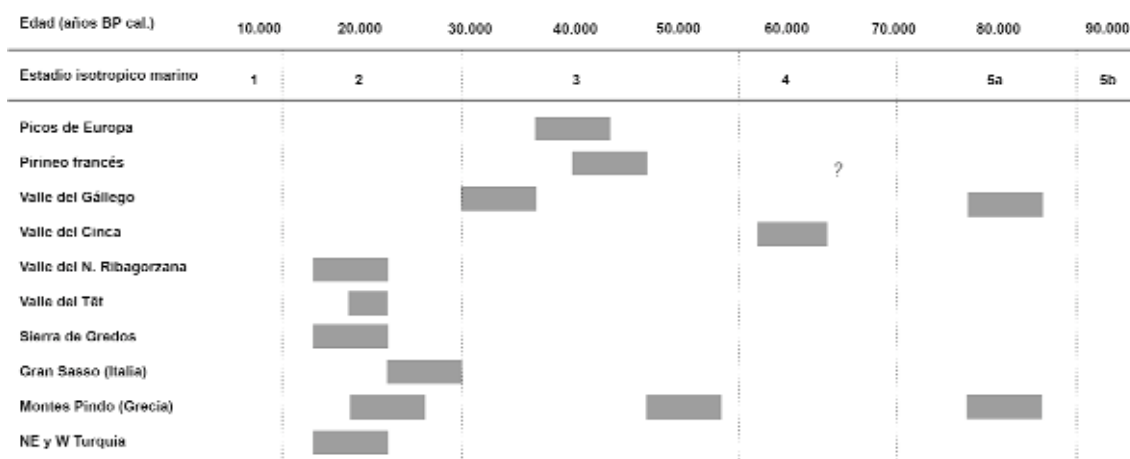 Edad (años BP cal.) 10.000 20.000 30.000 40.000 50.000 60.000 70.000 80.000 90.000
Estadio isotropico marino 1 2 3 4 5a 5b
Picos de Europa
Pirineo francés ?
Valle del Gállego
Valle del Cinca
Valle del N. Ribagorzana
Valle del Têt
Sierra de Gredos
Gran Sasso (Italia)
Montes Pindo (Grecia)
NE y W Turquia